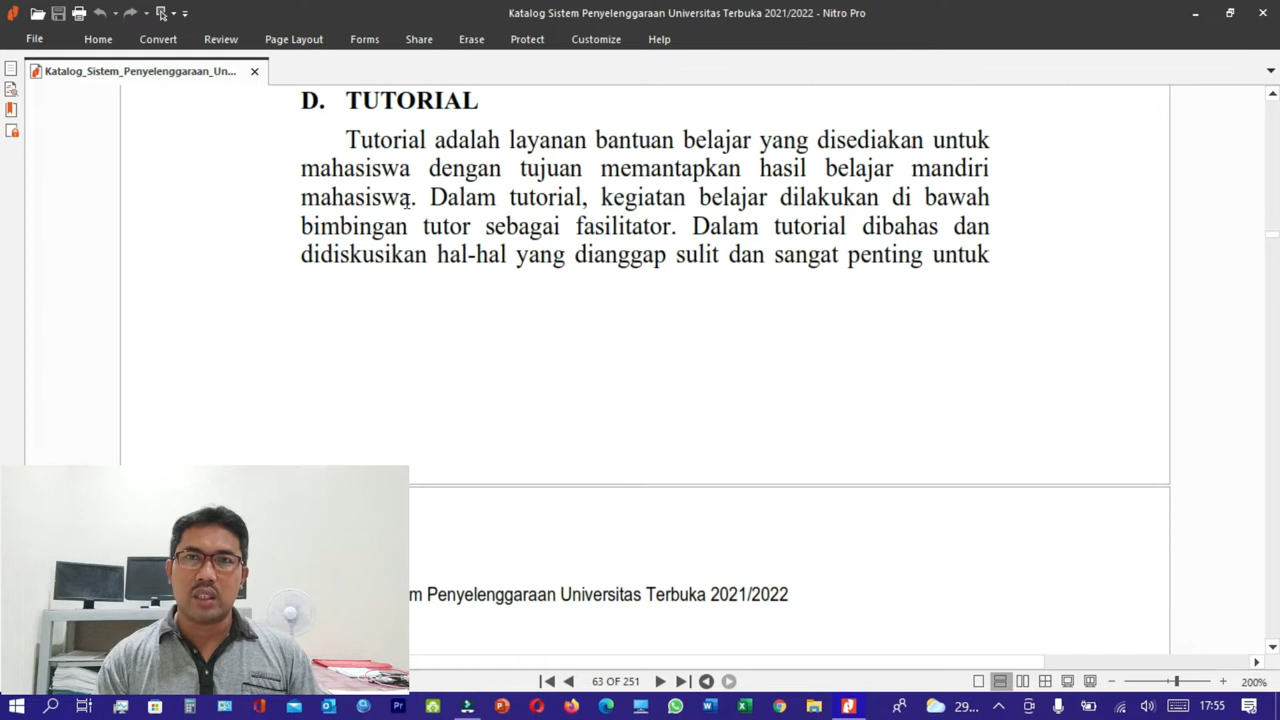 Katalog Sistem Penyelenggaraan Universitas Terbuka 2021/2022 - Nitro Pro
File Home Convert Review Page Layout Forms Share Erase Protect Customize Help
Katalog_Sistem_Penyelenggaraan_Un...
D. TUTORIAL
Tutorial adalah layanan bantuan belajar yang disediakan untuk
mahasiswa dengan tujuan memantapkan hasil belajar mandiri
mahasiswa. Dalam tutorial, kegiatan belajar dilakukan di bawah
bimbingan tutor sebagai fasilitator. Dalam tutorial dibahas dan
didiskusikan hal-hal yang dianggap sulit dan sangat penting untuk
m Penyelenggaraan Universitas Terbuka 2021/2022
63 OF 251
200%
Pr
29...
17:55